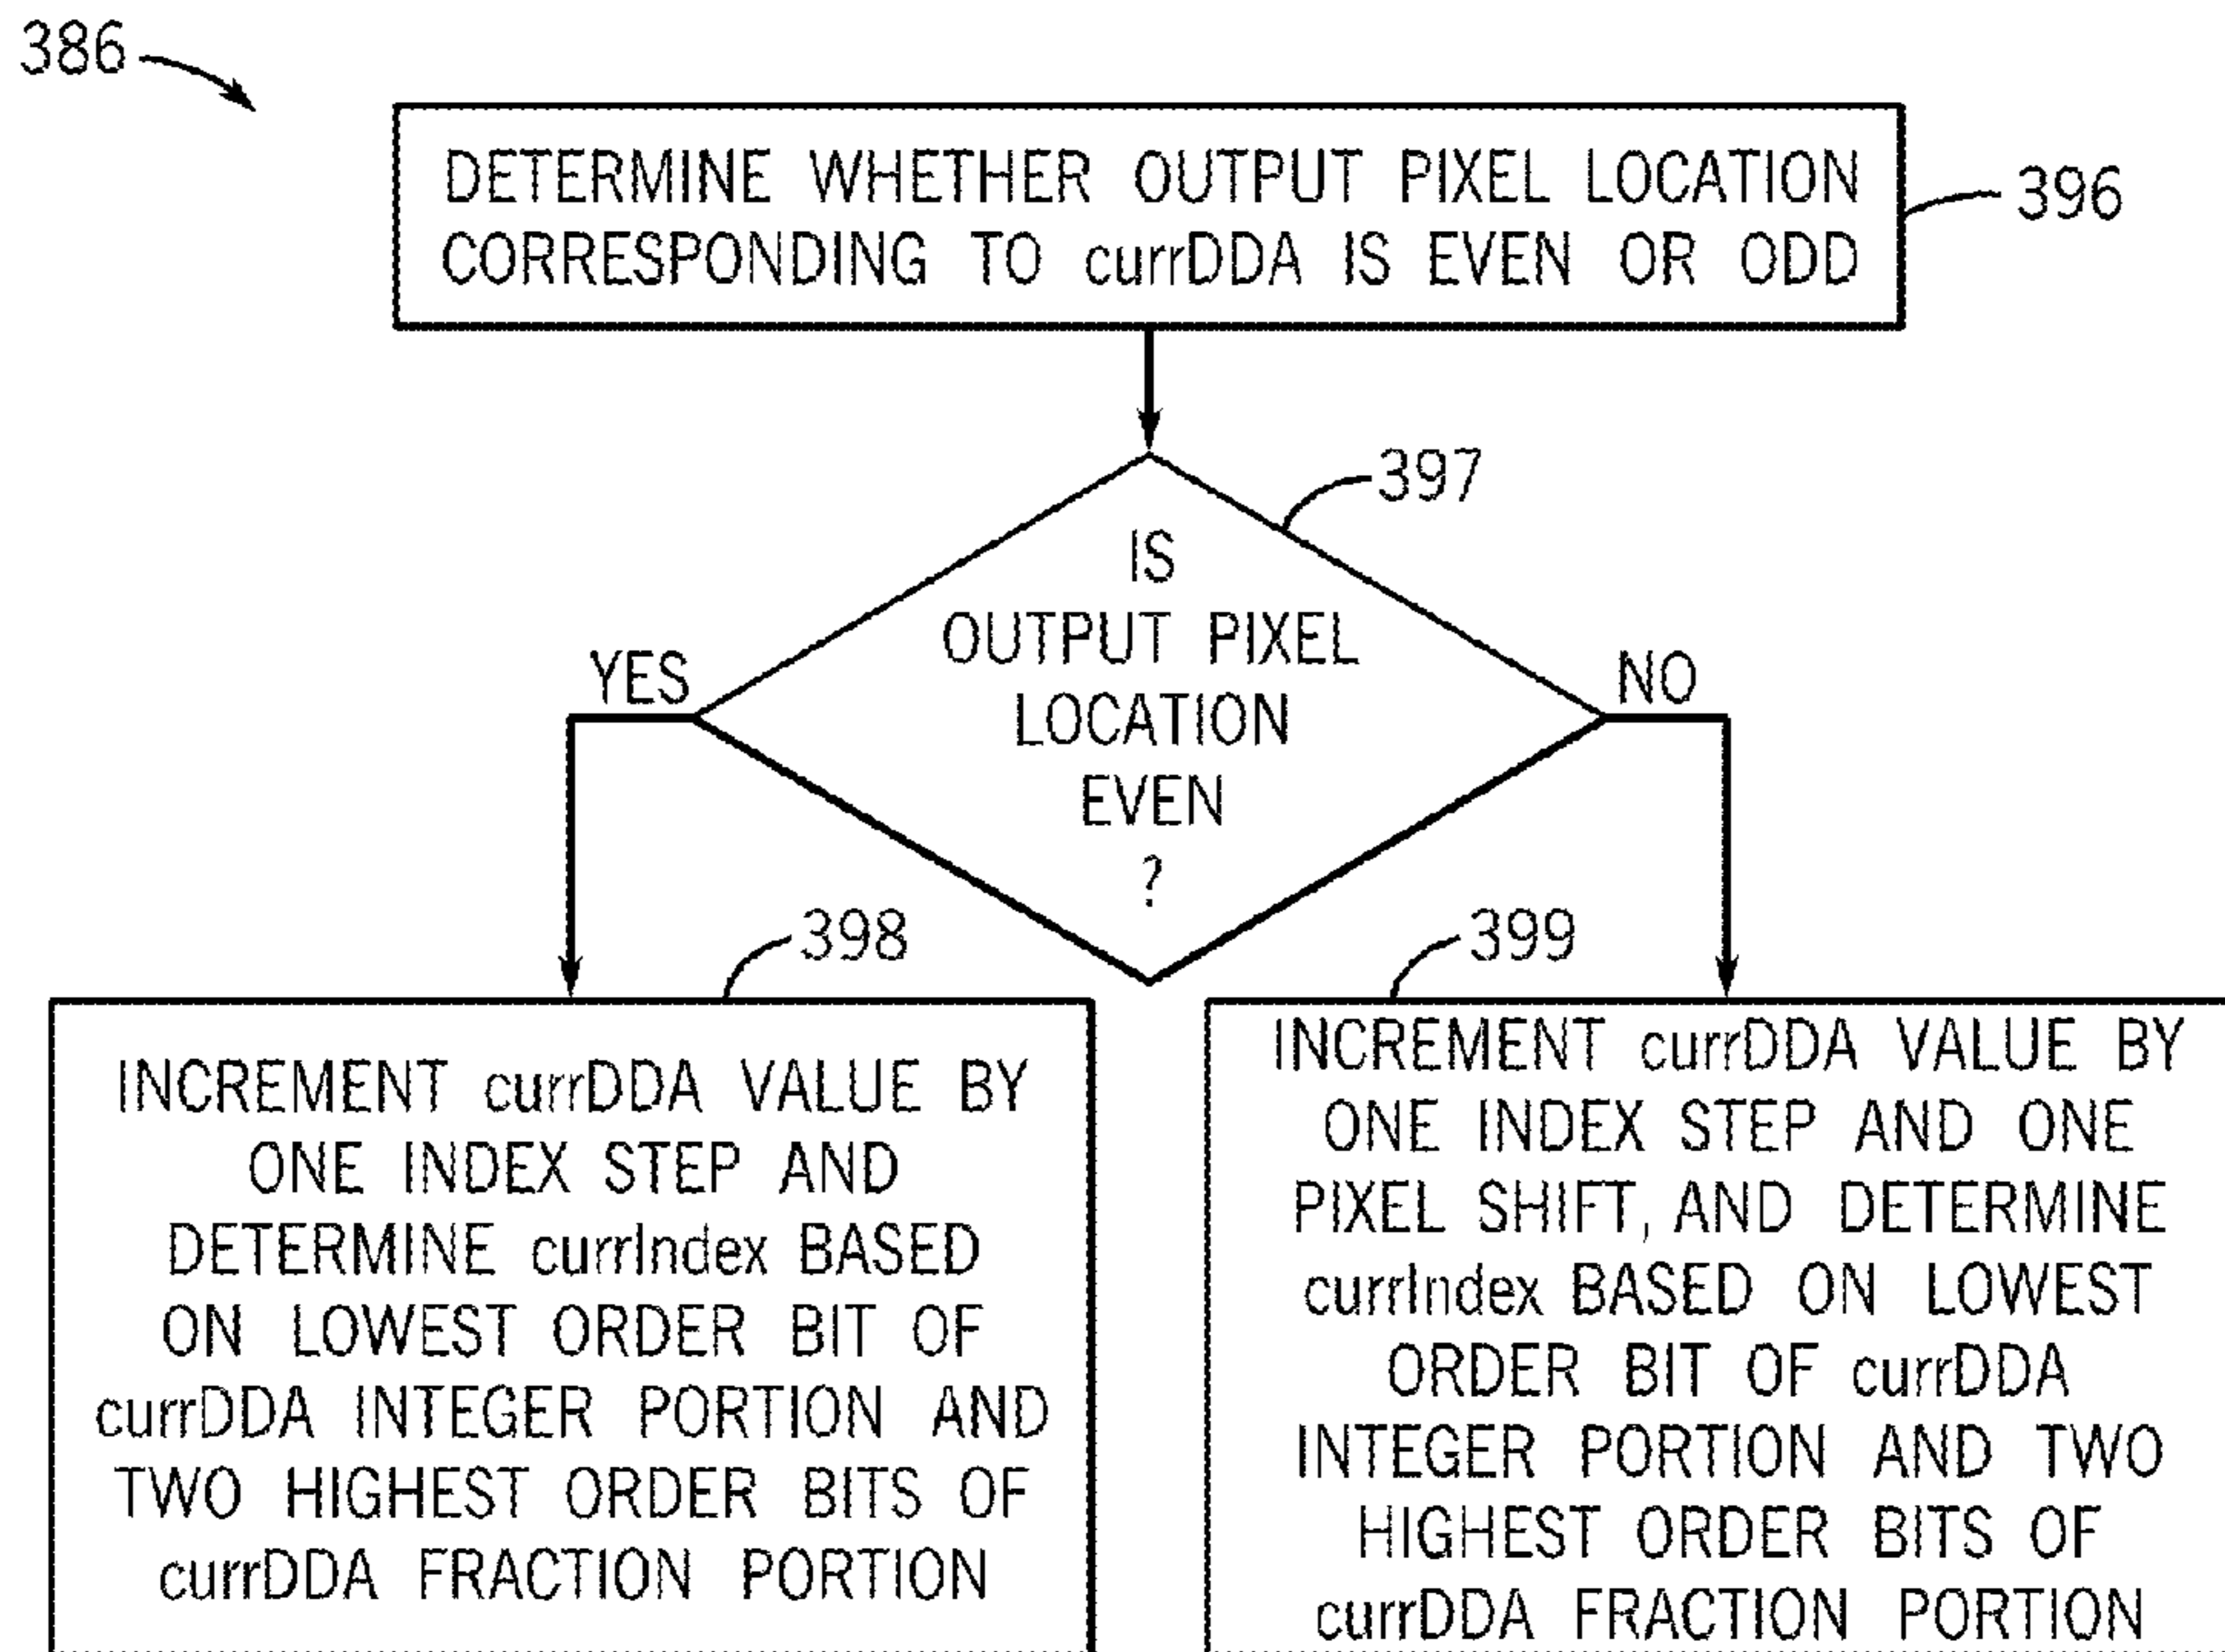 386
DETERMINE WHETHER OUTPUT PIXEL LOCATION
CORRESPONDING TO currDDA IS EVEN OR ODD
396
397
IS
OUTPUT PIXEL
LOCATION
EVEN
?
YES
NO
398
INCREMENT currDDA VALUE BY
ONE INDEX STEP AND
DETERMINE currIndex BASED
ON LOWEST ORDER BIT OF
currDDA INTEGER PORTION AND
TWO HIGHEST ORDER BITS OF
currDDA FRACTION PORTION
399
INCREMENT currDDA VALUE BY
ONE INDEX STEP AND ONE
PIXEL SHIFT, AND DETERMINE
currIndex BASED ON LOWEST
ORDER BIT OF currDDA
INTEGER PORTION AND TWO
HIGHEST ORDER BITS OF
currDDA FRACTION PORTION